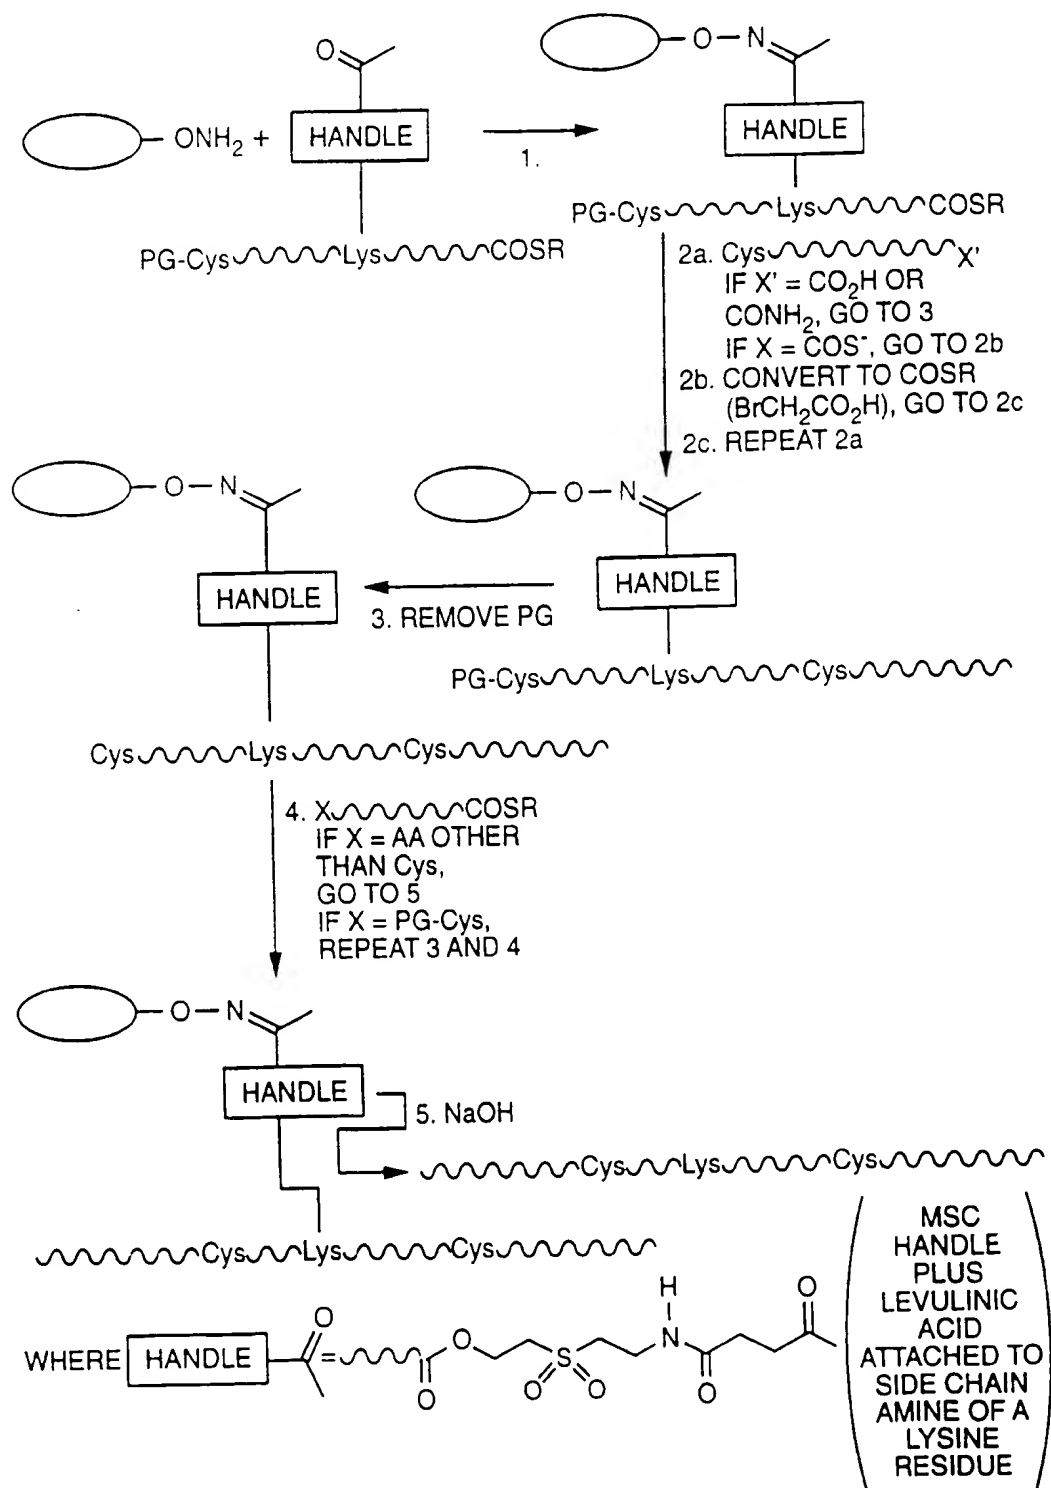 O
ONH2 + HANDLE
1.
PG-Cys Lys COSR
O N
HANDLE
PG-Cys Lys COSR
2a. Cys X'
IF X' = CO2H OR
CONH2, GO TO 3
IF X = COS-, GO TO 2b
2b. CONVERT TO COSR
(BrCH2CO2H), GO TO 2c
2c. REPEAT 2a
O N
HANDLE
PG-Cys Lys Cys
3. REMOVE PG
O N
HANDLE
Cys Lys Cys
4. X COSR
IF X = AA OTHER
THAN Cys,
GO TO 5
IF X = PG-Cys,
REPEAT 3 AND 4
O N
HANDLE
5. NaOH
Cys Lys Cys
Cys Lys Cys
WHERE HANDLE O = O O S O O H N O O
MSC
HANDLE
PLUS
LEVULINIC
ACID
ATTACHED TO
SIDE CHAIN
AMINE OF A
LYSINE
RESIDUE